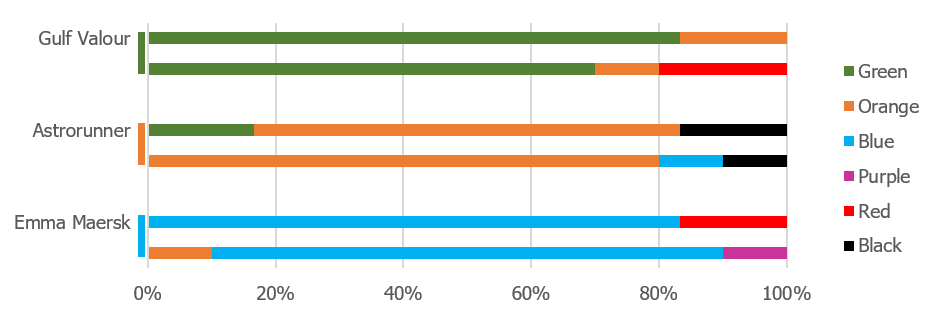 Gulf Valour
Astrorunner
Emma Maersk
0% 20% 40% 60% 80% 100%
Green
Orange
Blue
Purple
Red
Black